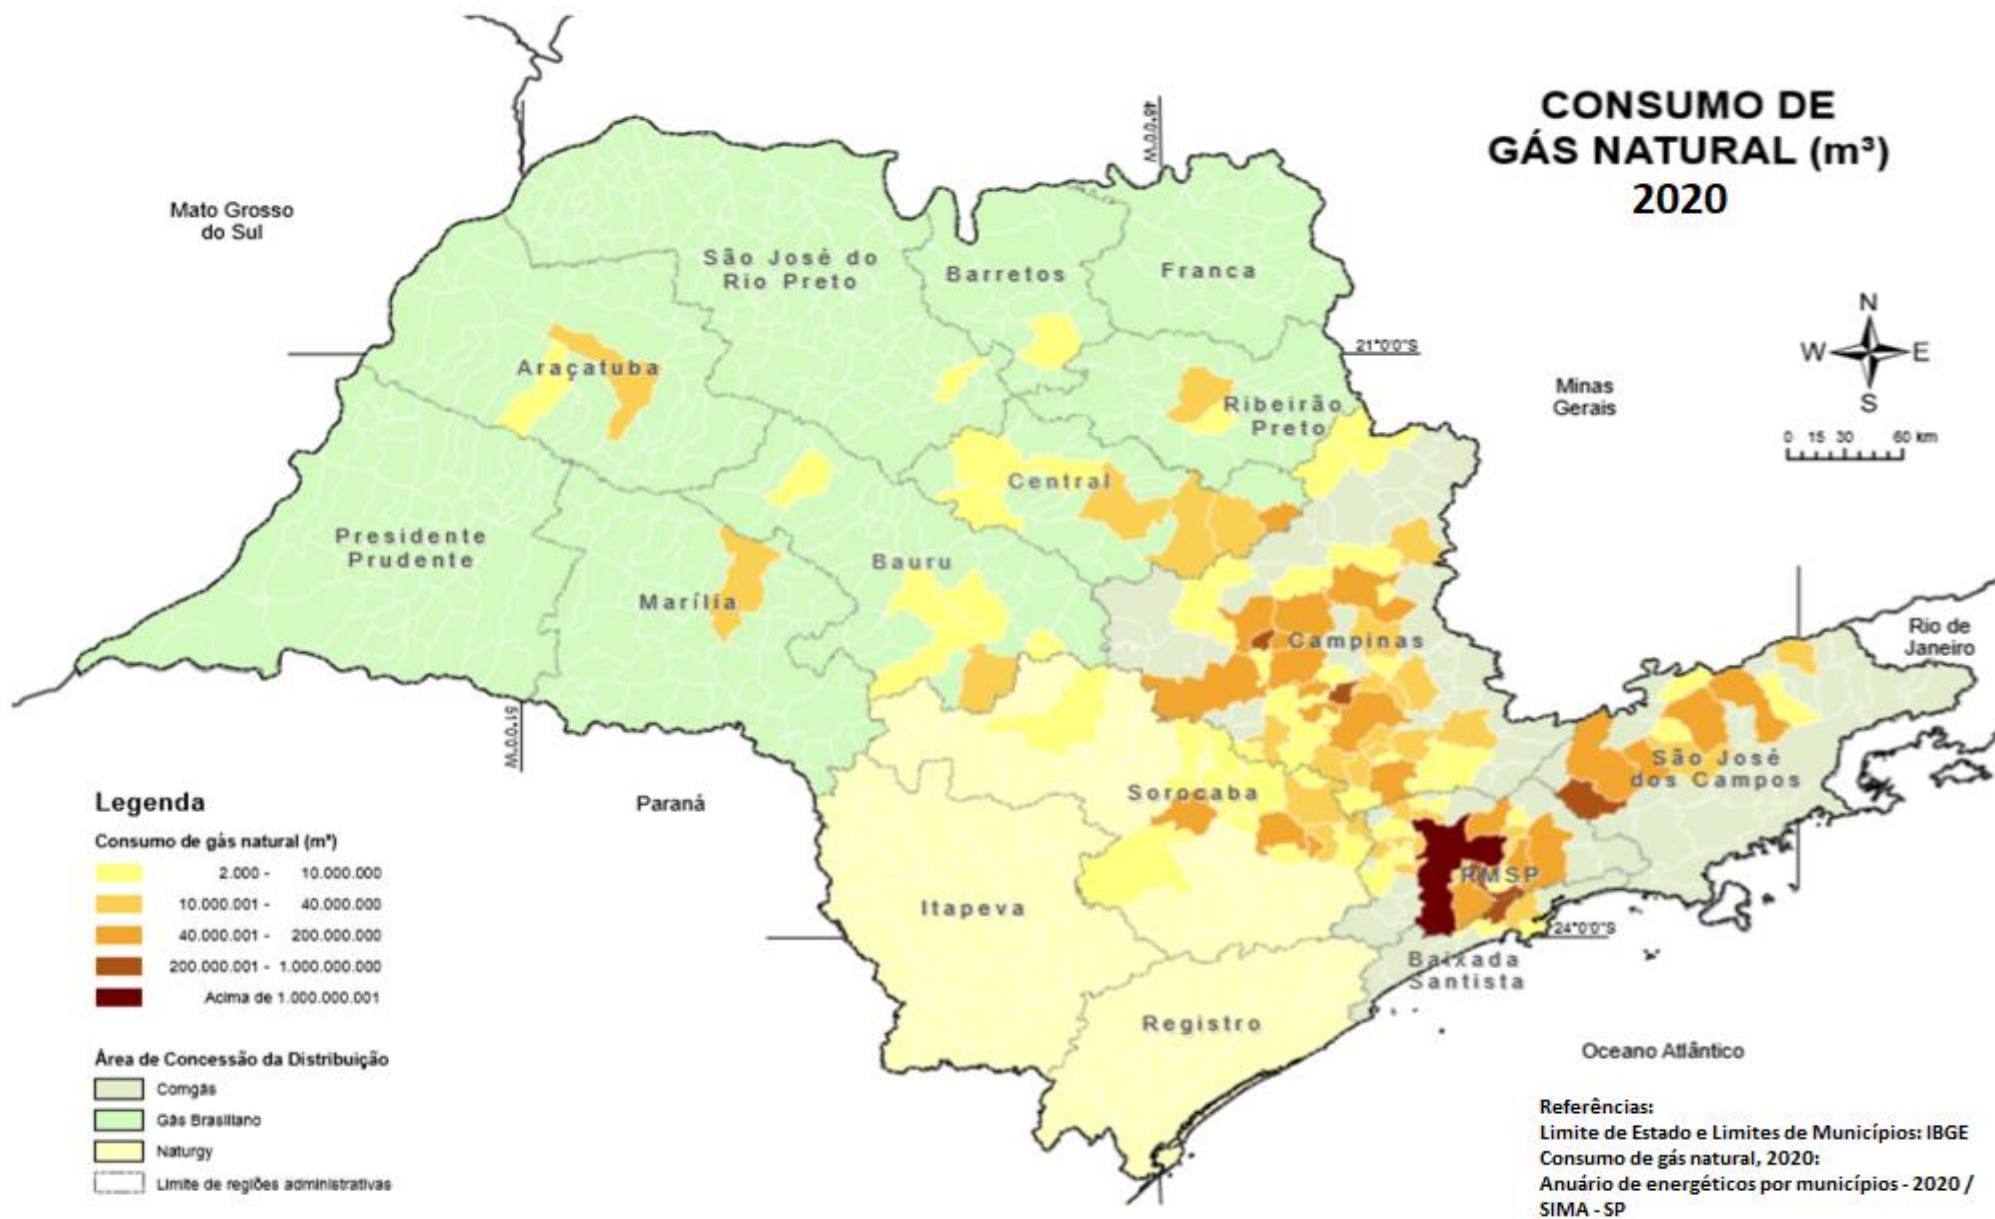 CONSUMO DE
GÁS NATURAL (m³)
2020
48°0'0"W
Mato Grosso
do Sul
São José do
Rio Preto
Barretos
Franca
N
W
E
S
21°0'0"S
Araçatuba
Minas
Gerais
Ribeirão
Preto
0 15 30 60 km
Central
Presidente
Prudente
Bauru
Marília
Campinas
Rio de
Janeiro
51°0'0"W
São José
dos Campos
Sorocaba
Paraná
RMSP
Itapeva
24°0'0"S
Baixada
Santista
Registro
Oceano Atlântico
Legenda
Consumo de gás natural (m³)
2.000 - 10.000.000
10.000.001 - 40.000.000
40.000.001 - 200.000.000
200.000.001 - 1.000.000.000
Acima de 1.000.000.001
Área de Concessão da Distribuição
Comgás
Gás Brasiliano
Naturgy
Limite de regiões administrativas
Referências:
Limite de Estado e Limites de Municípios: IBGE
Consumo de gás natural, 2020:
Anuário de energéticos por municípios - 2020 /
SIMA - SP